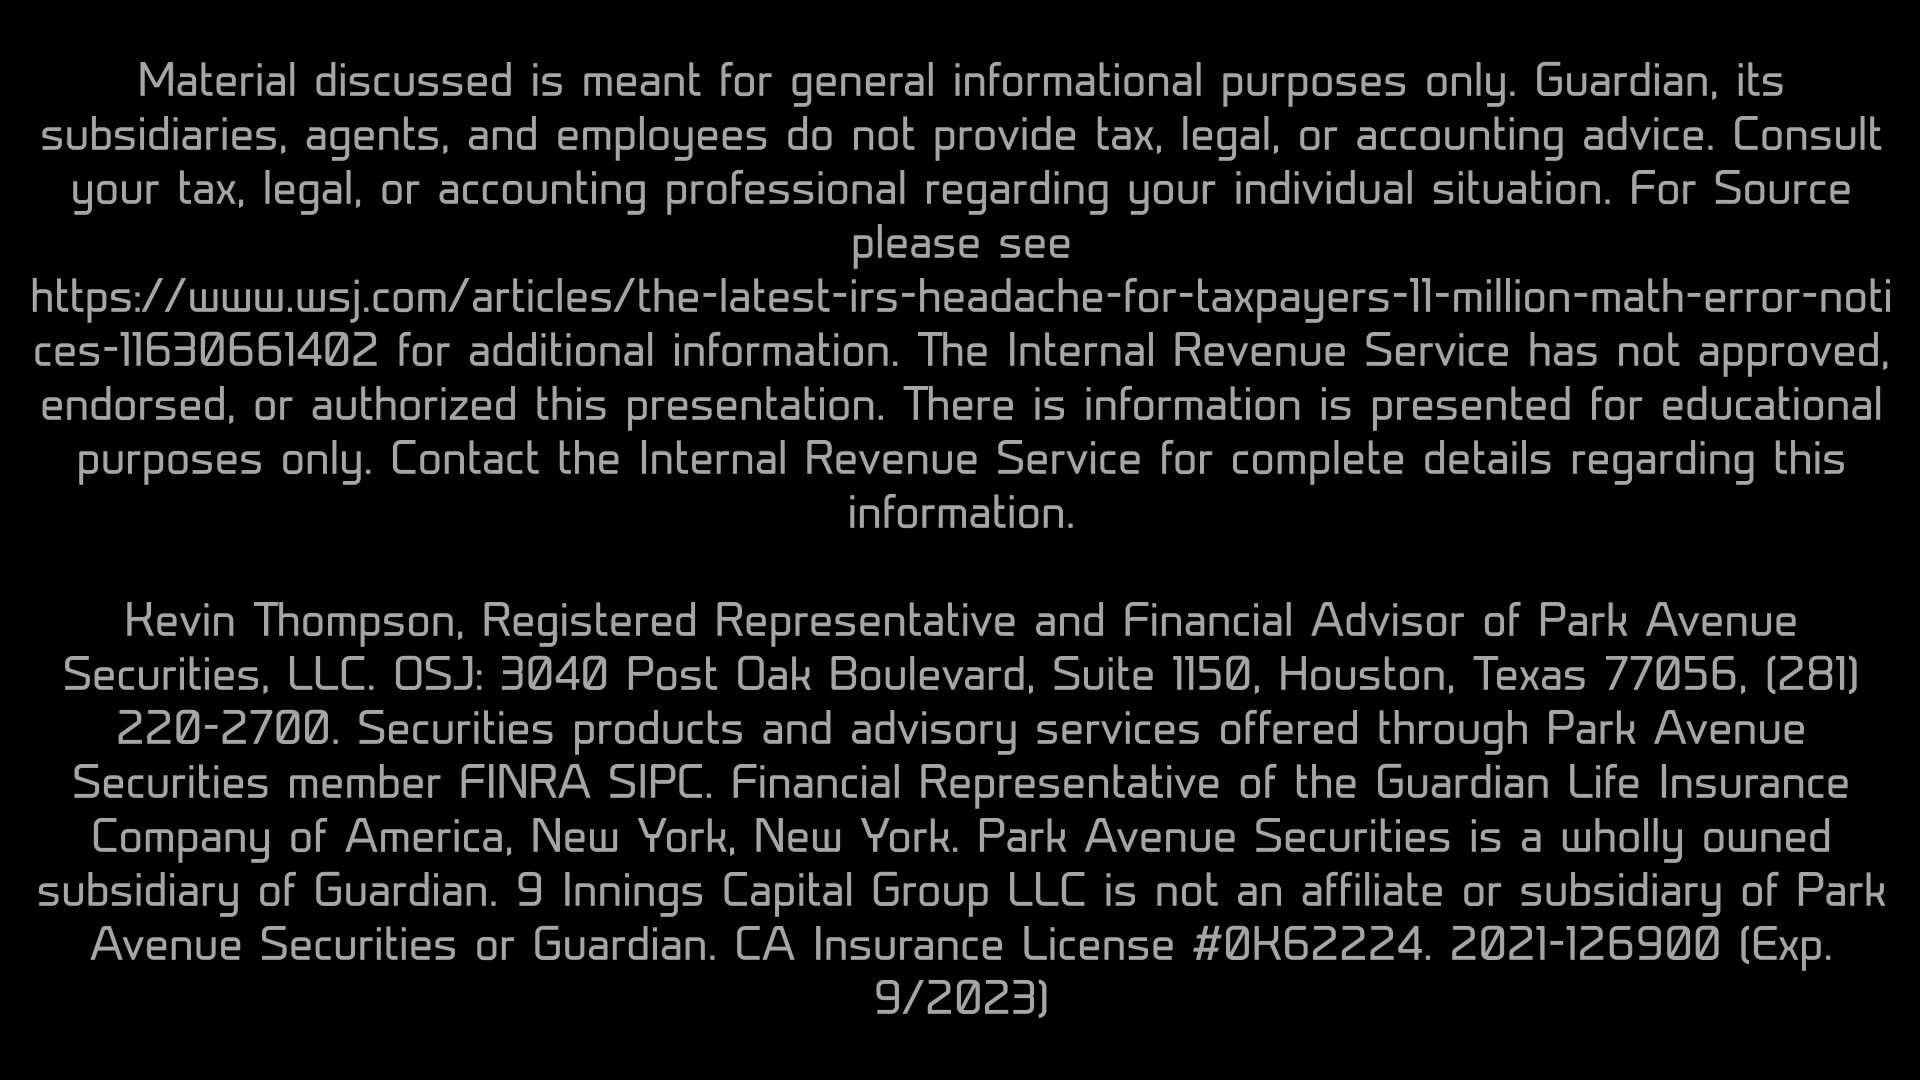 Material discussed is meant for general informational purposes only. Guardian, its
subsidiaries, agents, and employees do not provide tax, legal, or accounting advice. Consult
your tax, legal, or accounting professional regarding your individual situation. For Source
please see
https://www.wsj.com/articles/the-latest-irs-headache-for-taxpayers-11-million-math-error-noti
ces-11630661402 for additional information. The Internal Revenue Service has not approved,
endorsed, or authorized this presentation. There is information is presented for educational
purposes only. Contact the Internal Revenue Service for complete details regarding this
information.
Kevin Thompson, Registered Representative and Financial Advisor of Park Avenue
Securities, LLC. OSJ: 3040 Post Oak Boulevard, Suite 1150, Houston, Texas 77056, (281)
220-2700. Securities products and advisory services offered through Park Avenue
Securities member FINRA SIPC. Financial Representative of the Guardian Life Insurance
Company of America, New York, New York. Park Avenue Securities is a wholly owned
subsidiary of Guardian. 9 Innings Capital Group LLC is not an affiliate or subsidiary of Park
Avenue Securities or Guardian. CA Insurance License #0K62224. 2021-126900 (Exp.
9/2023)